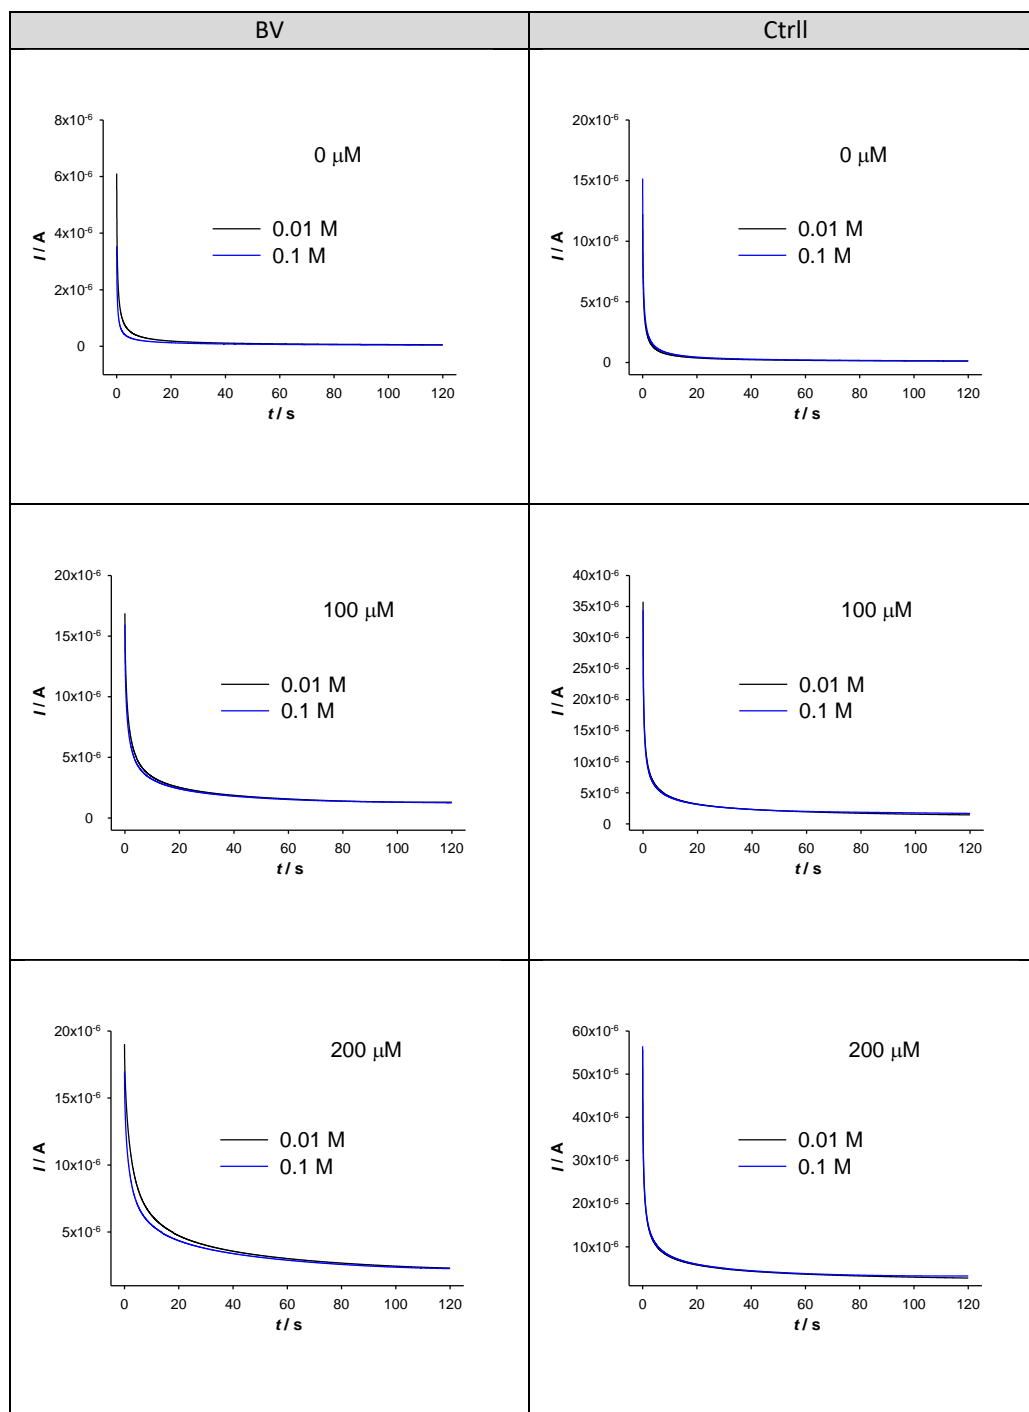 BV
Ctrll
8x10-6
6x10-6
4x10-6
2x10-6
0
I / A
0 μM
0.01 M
0.1 M
0 20 40 60 80 100 120
t / s
20x10-6
15x10-6
10x10-6
5x10-6
0
I / A
0 μM
0.01 M
0.1 M
0 20 40 60 80 100 120
t / s
20x10-6
15x10-6
10x10-6
5x10-6
0
I / A
100 μM
0.01 M
0.1 M
0 20 40 60 80 100 120
t / s
40x10-6
35x10-6
30x10-6
25x10-6
20x10-6
15x10-6
10x10-6
5x10-6
0
I / A
100 μM
0.01 M
0.1 M
0 20 40 60 80 100 120
t / s
20x10-6
15x10-6
10x10-6
5x10-6
I / A
200 μM
0.01 M
0.1 M
0 20 40 60 80 100 120
t / s
60x10-6
50x10-6
40x10-6
30x10-6
20x10-6
10x10-6
I / A
200 μM
0.01 M
0.1 M
0 20 40 60 80 100 120
t / s